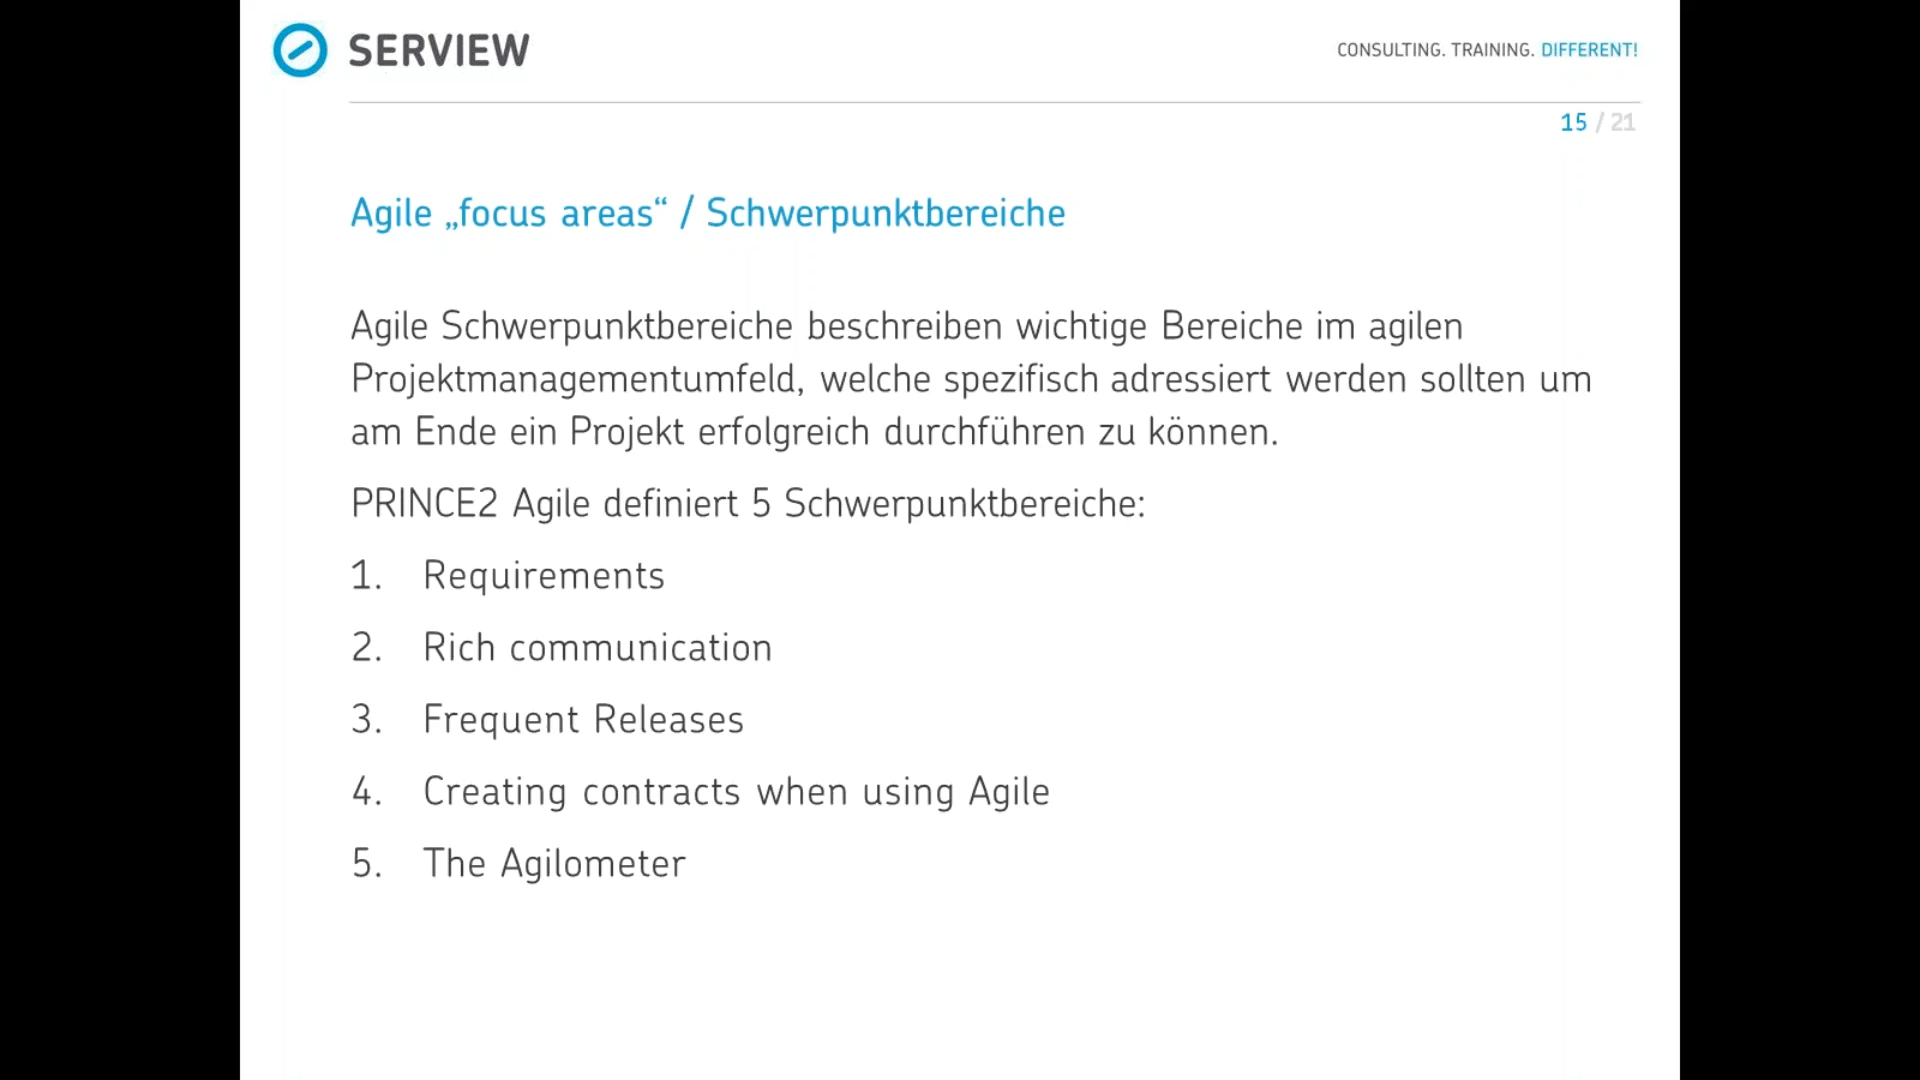 SERVIEW
CONSULTING. TRAINING. DIFFERENT!
15 / 21
Agile „focus areas“ / Schwerpunktbereiche
Agile Schwerpunktbereiche beschreiben wichtige Bereiche im agilen
Projektmanagementumfeld, welche spezifisch adressiert werden sollten um
am Ende ein Projekt erfolgreich durchführen zu können.
PRINCE2 Agile definiert 5 Schwerpunktbereiche:
1. Requirements
2. Rich communication
3. Frequent Releases
4. Creating contracts when using Agile
5. The Agilometer